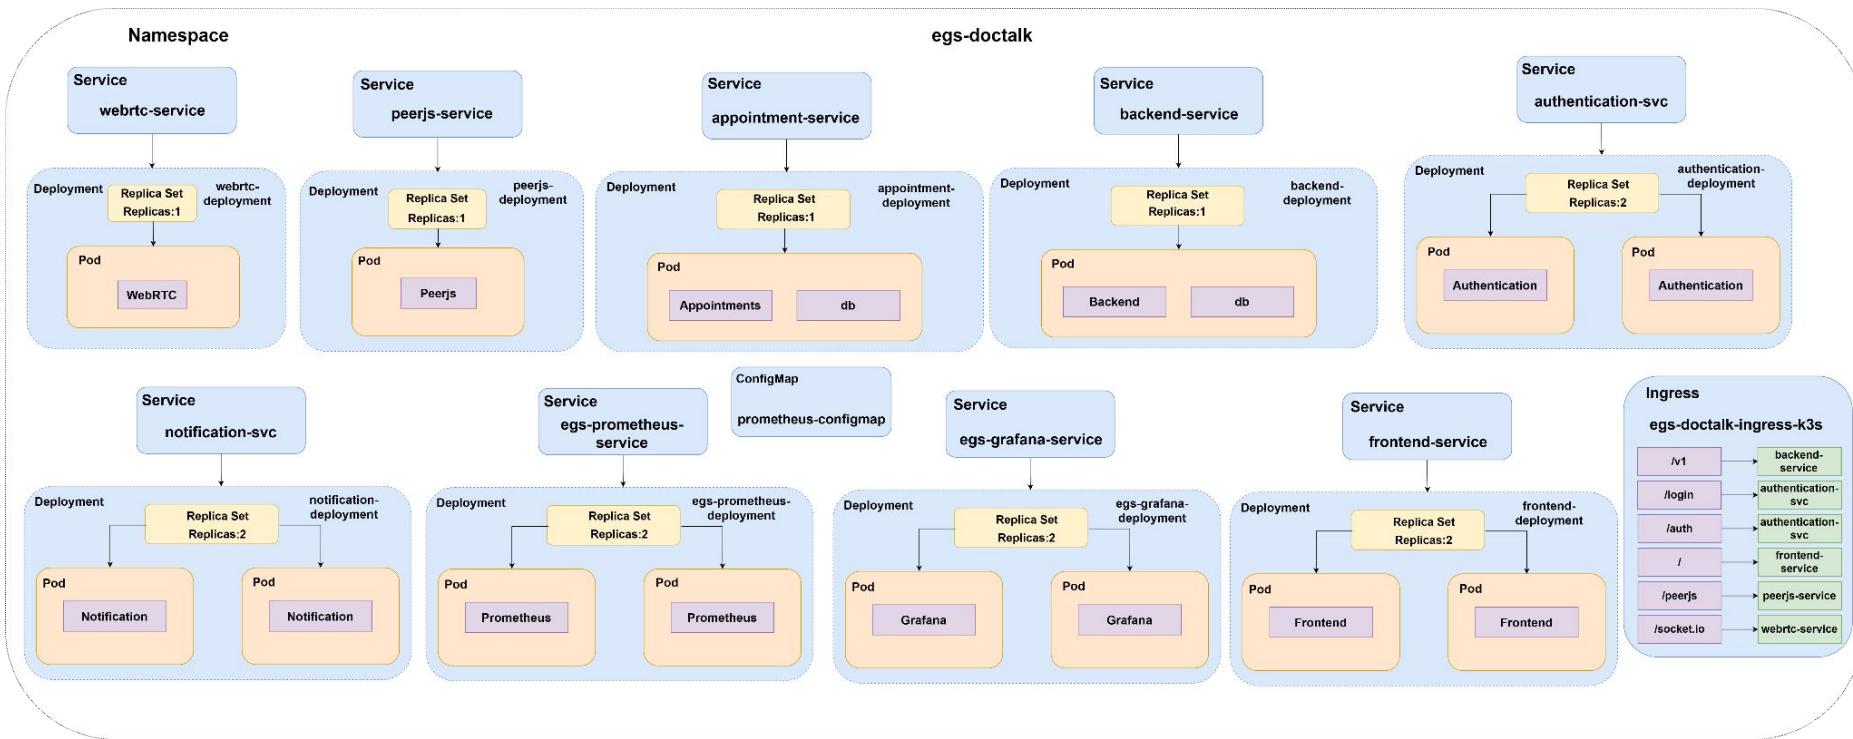 Namespace
egs-doctalk
Service
webrtc-service
Deployment
webrtc-
deployment
Replica Set
Replicas:1
Pod
WebRTC
Service
peerjs-service
Deployment
peerjs-
deployment
Replica Set
Replicas:1
Pod
Peerjs
Service
appointment-service
Deployment
appointment-
deployment
Replica Set
Replicas:1
Pod
Appointments
db
Service
backend-service
Deployment
backend-
deployment
Replica Set
Replicas:1
Pod
Backend
db
Service
authentication-svc
Deployment
authentication-
deployment
Replica Set
Replicas:2
Pod
Authentication
Pod
Authentication
Service
notification-svc
Deployment
notification-
deployment
Replica Set
Replicas:2
Pod
Notification
Pod
Notification
Service
egs-prometheus-
service
Deployment
egs-prometheus-
deployment
Replica Set
Replicas:2
Pod
Prometheus
Pod
Prometheus
ConfigMap
prometheus-configmap
Service
egs-grafana-service
Deployment
egs-grafana-
deployment
Replica Set
Replicas:2
Pod
Grafana
Pod
Grafana
Service
frontend-service
Deployment
frontend-
deployment
Replica Set
Replicas:2
Pod
Frontend
Pod
Frontend
Ingress
egs-doctalk-ingress-k3s
/v1
backend-
service
/login
authentication-
svc
/auth
authentication-
svc
/
frontend-
service
/peerjs
peerjs-service
/socket.io
webrtc-service